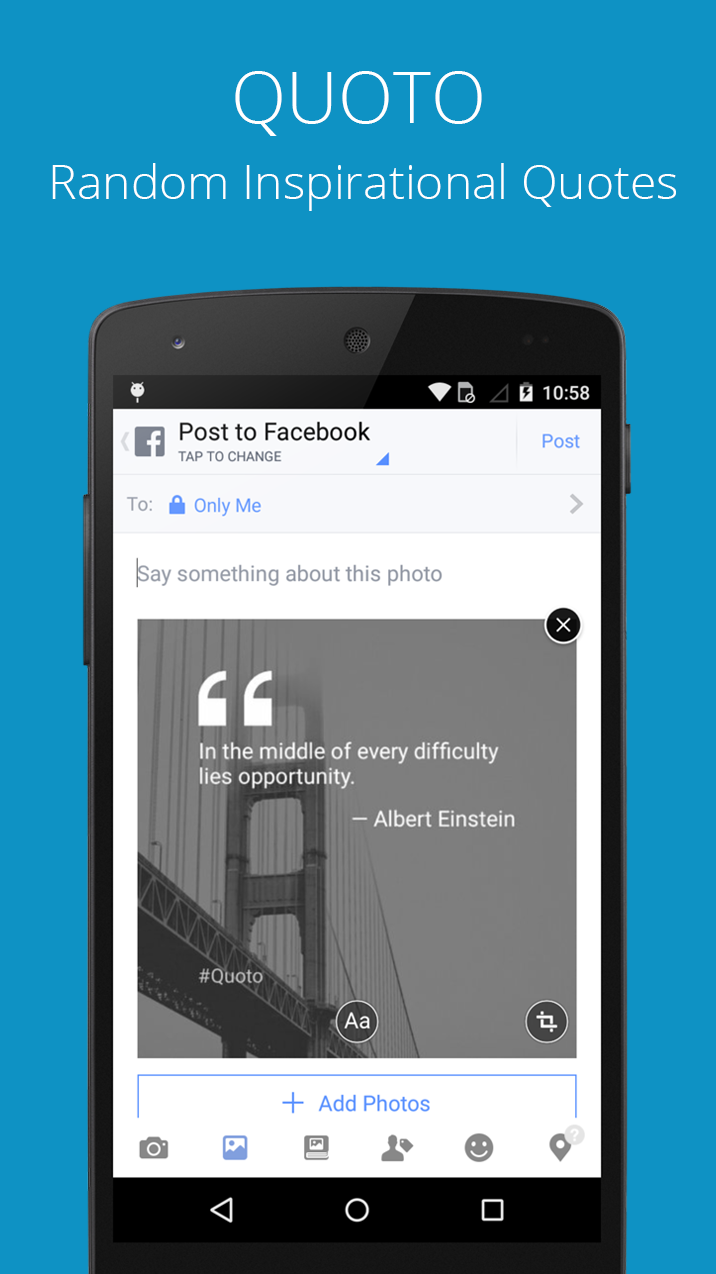 QUOTO
Random Inspirational Quotes
10:58
f
Post to Facebook
TAP TO CHANGE
Post
To: Only Me
Say something about this photo
“
In the middle of every difficulty
lies opportunity.
— Albert Einstein
#Quoto
Aa
+ Add Photos
?